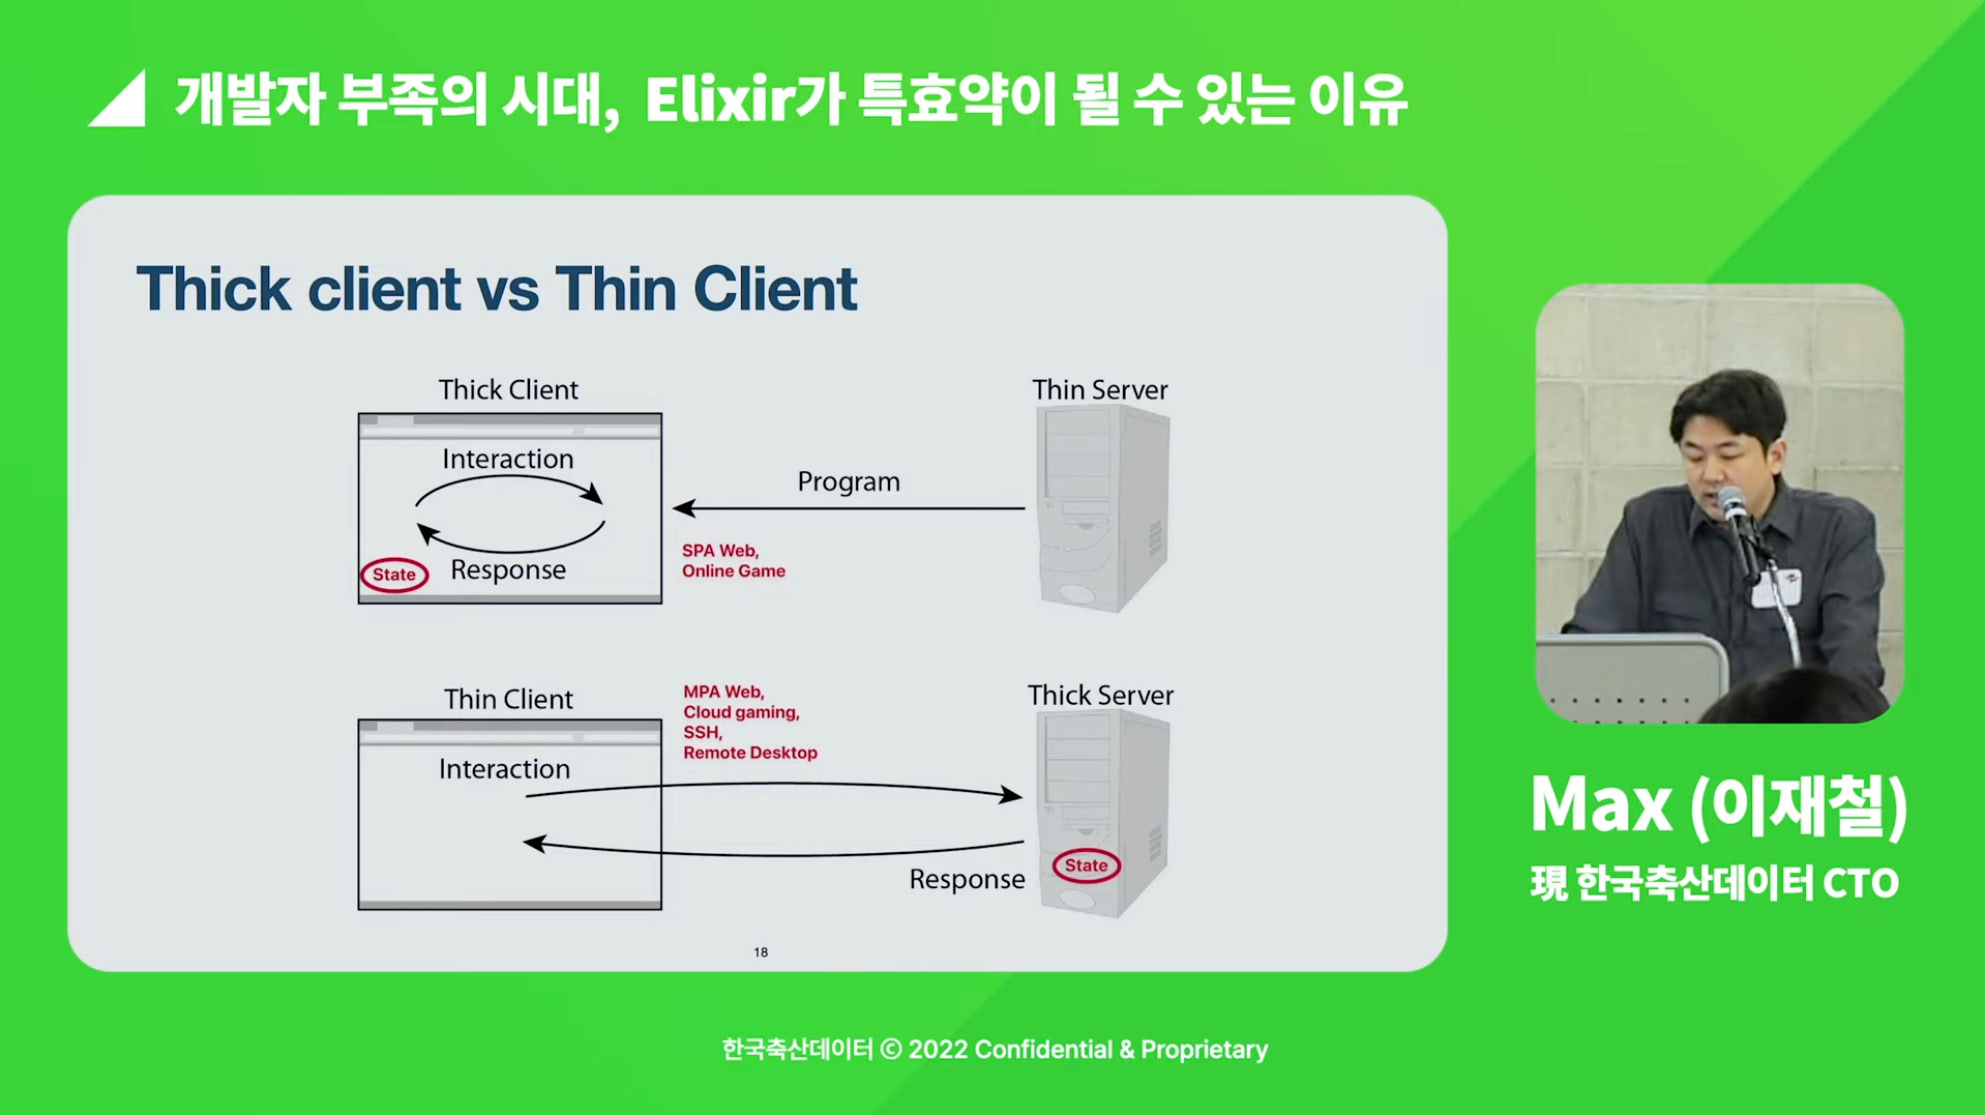 개발자 부족의 시대, Elixir가 특효약이 될 수 있는 이유
Thick client vs Thin Client
Thick Client
Thin Server
Interaction
Program
SPA Web,
Online Game
State
Response
Thin Client
MPA Web,
Cloud gaming,
SSH,
Remote Desktop
Thick Server
Interaction
State
Response
18
Max (이재철)
現 한국축산데이터 CTO
한국축산데이터 © 2022 Confidential & Proprietary